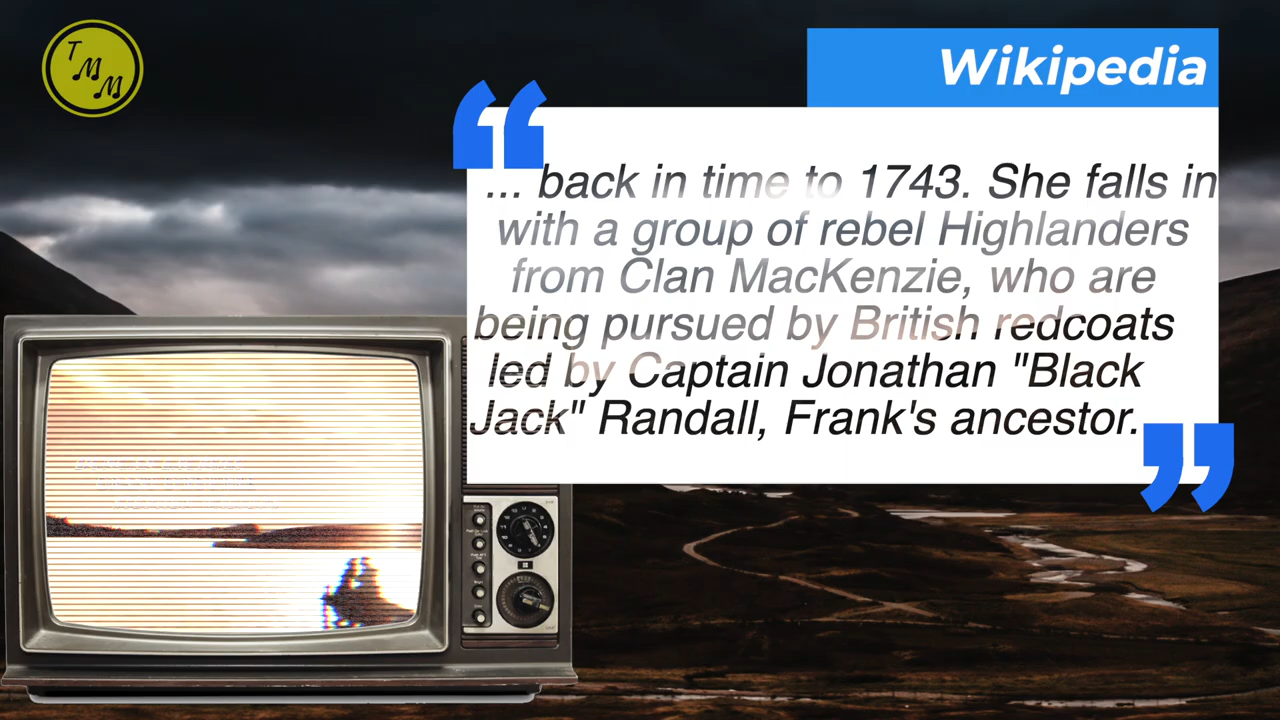 T
M
M
Wikipedia
... back in time to 1743. She falls in
with a group of rebel Highlanders
from Clan MacKenzie, who are
being pursued by British redcoats
led by Captain Jonathan "Black
Jack" Randall, Frank's ancestor.